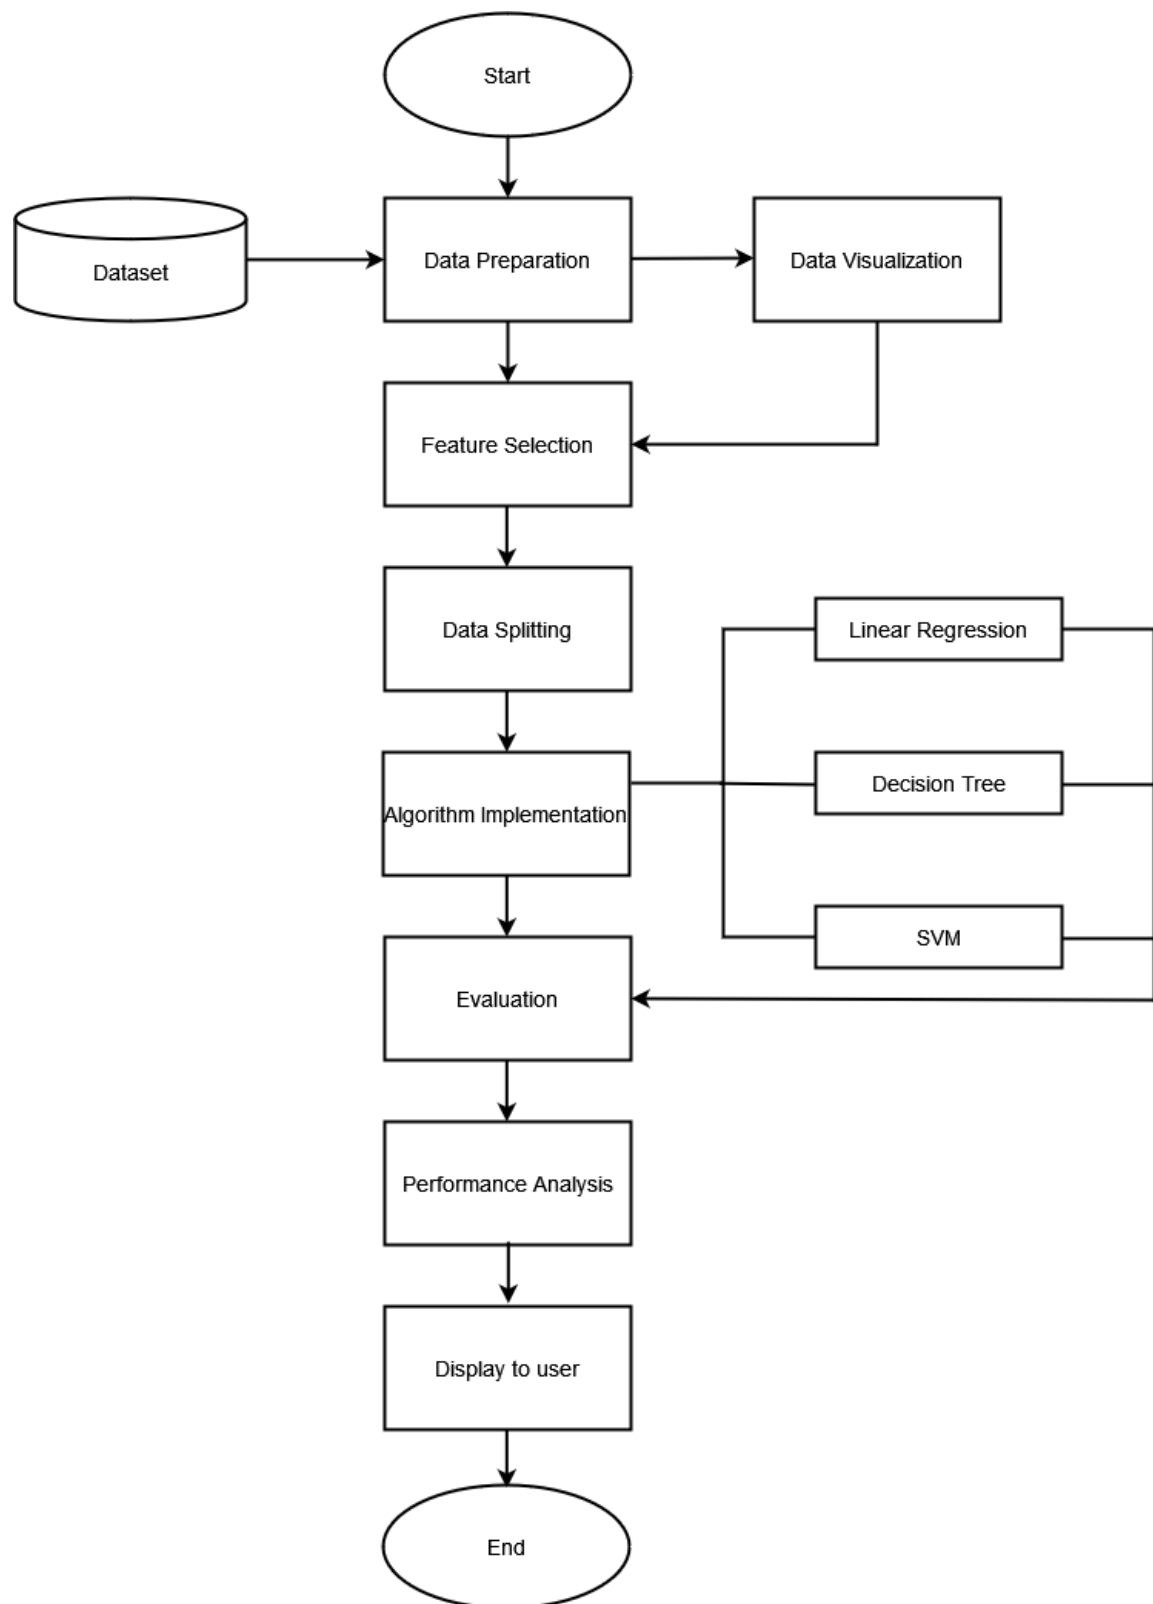 Start
Dataset
Data Preparation
Data Visualization
Feature Selection
Data Splitting
Linear Regression
Algorithm Implementation
Decision Tree
SVM
Evaluation
Performance Analysis
Display to user
End